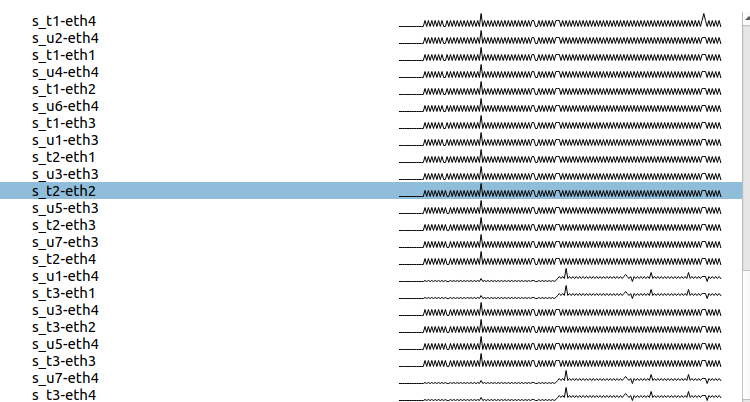 s_t1-eth4
s_u2-eth4
s_t1-eth1
s_u4-eth4
s_t1-eth2
s_u6-eth4
s_t1-eth3
s_u1-eth3
s_t2-eth1
s_u3-eth3
s_t2-eth2
s_u5-eth3
s_t2-eth3
s_u7-eth3
s_t2-eth4
s_u1-eth4
s_t3-eth1
s_u3-eth4
s_t3-eth2
s_u5-eth4
s_t3-eth3
s_u7-eth4
s_t3-eth4